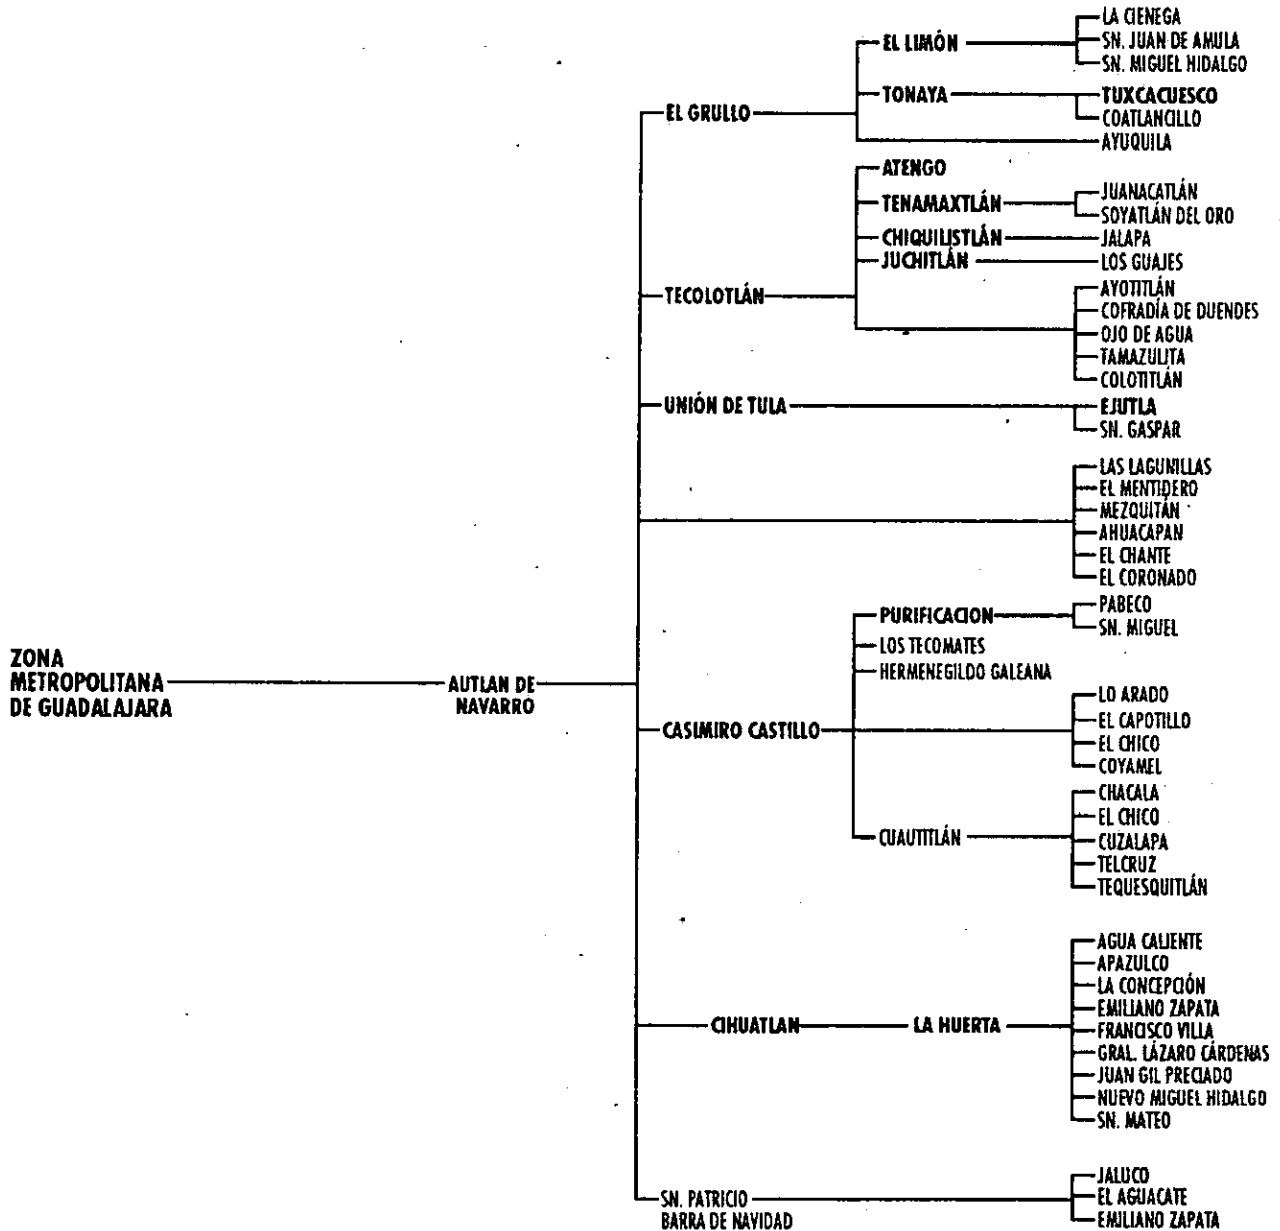 ZONA
METROPOLITANA
DE GUADALAJARA
AUTLAN DE
NAVARRO
EL GRULLO
EL LIMÓN
LA CIENEGA
SN. JUAN DE AMULA
SN. MIGUEL HIDALGO
TONAYA
TUXCACUESCO
COATLANCILLO
AYUQUILA
TECOLOTLÁN
ATENGO
TENAMAXTLÁN
JUANACATLÁN
SOYATLÁN DEL ORO
CHIQUILISTLÁN
JALAPA
JUCHITLÁN
LOS GUAJES
AYOTITLÁN
COFRADÍA DE DUENDES
OJO DE AGUA
TAMAZULITA
COLOTITLÁN
UNIÓN DE TULA
EJUTLA
SN. GASPAR
LAS LAGUNILLAS
EL MENTIDERO
MEZQUITÁN
AHUACAPAN
EL CHANTE
EL CORONADO
CASIMIRO CASTILLO
PURIFICACION
PABECO
SN. MIGUEL
LOS TECOMATES
HERMENEGILDO GALEANA
LO ARADO
EL CAPOTILLO
EL CHICO
COYAMEL
CUAUTITLÁN
CHACALA
EL CHICO
CUZALAPA
TELCRUZ
TEQUESQUITLÁN
CIHUATLAN
LA HUERTA
AGUA CALIENTE
APAZULCO
LA CONCEPCIÓN
EMILIANO ZAPATA
FRANCISCO VILLA
GRAL. LÁZARO CÁRDENAS
JUAN GIL PRECIADO
NUEVO MIGUEL HIDALGO
SN. MATEO
SN. PATRICIO
BARRA DE NAVIDAD
JALUCO
EL AGUACATE
EMILIANO ZAPATA